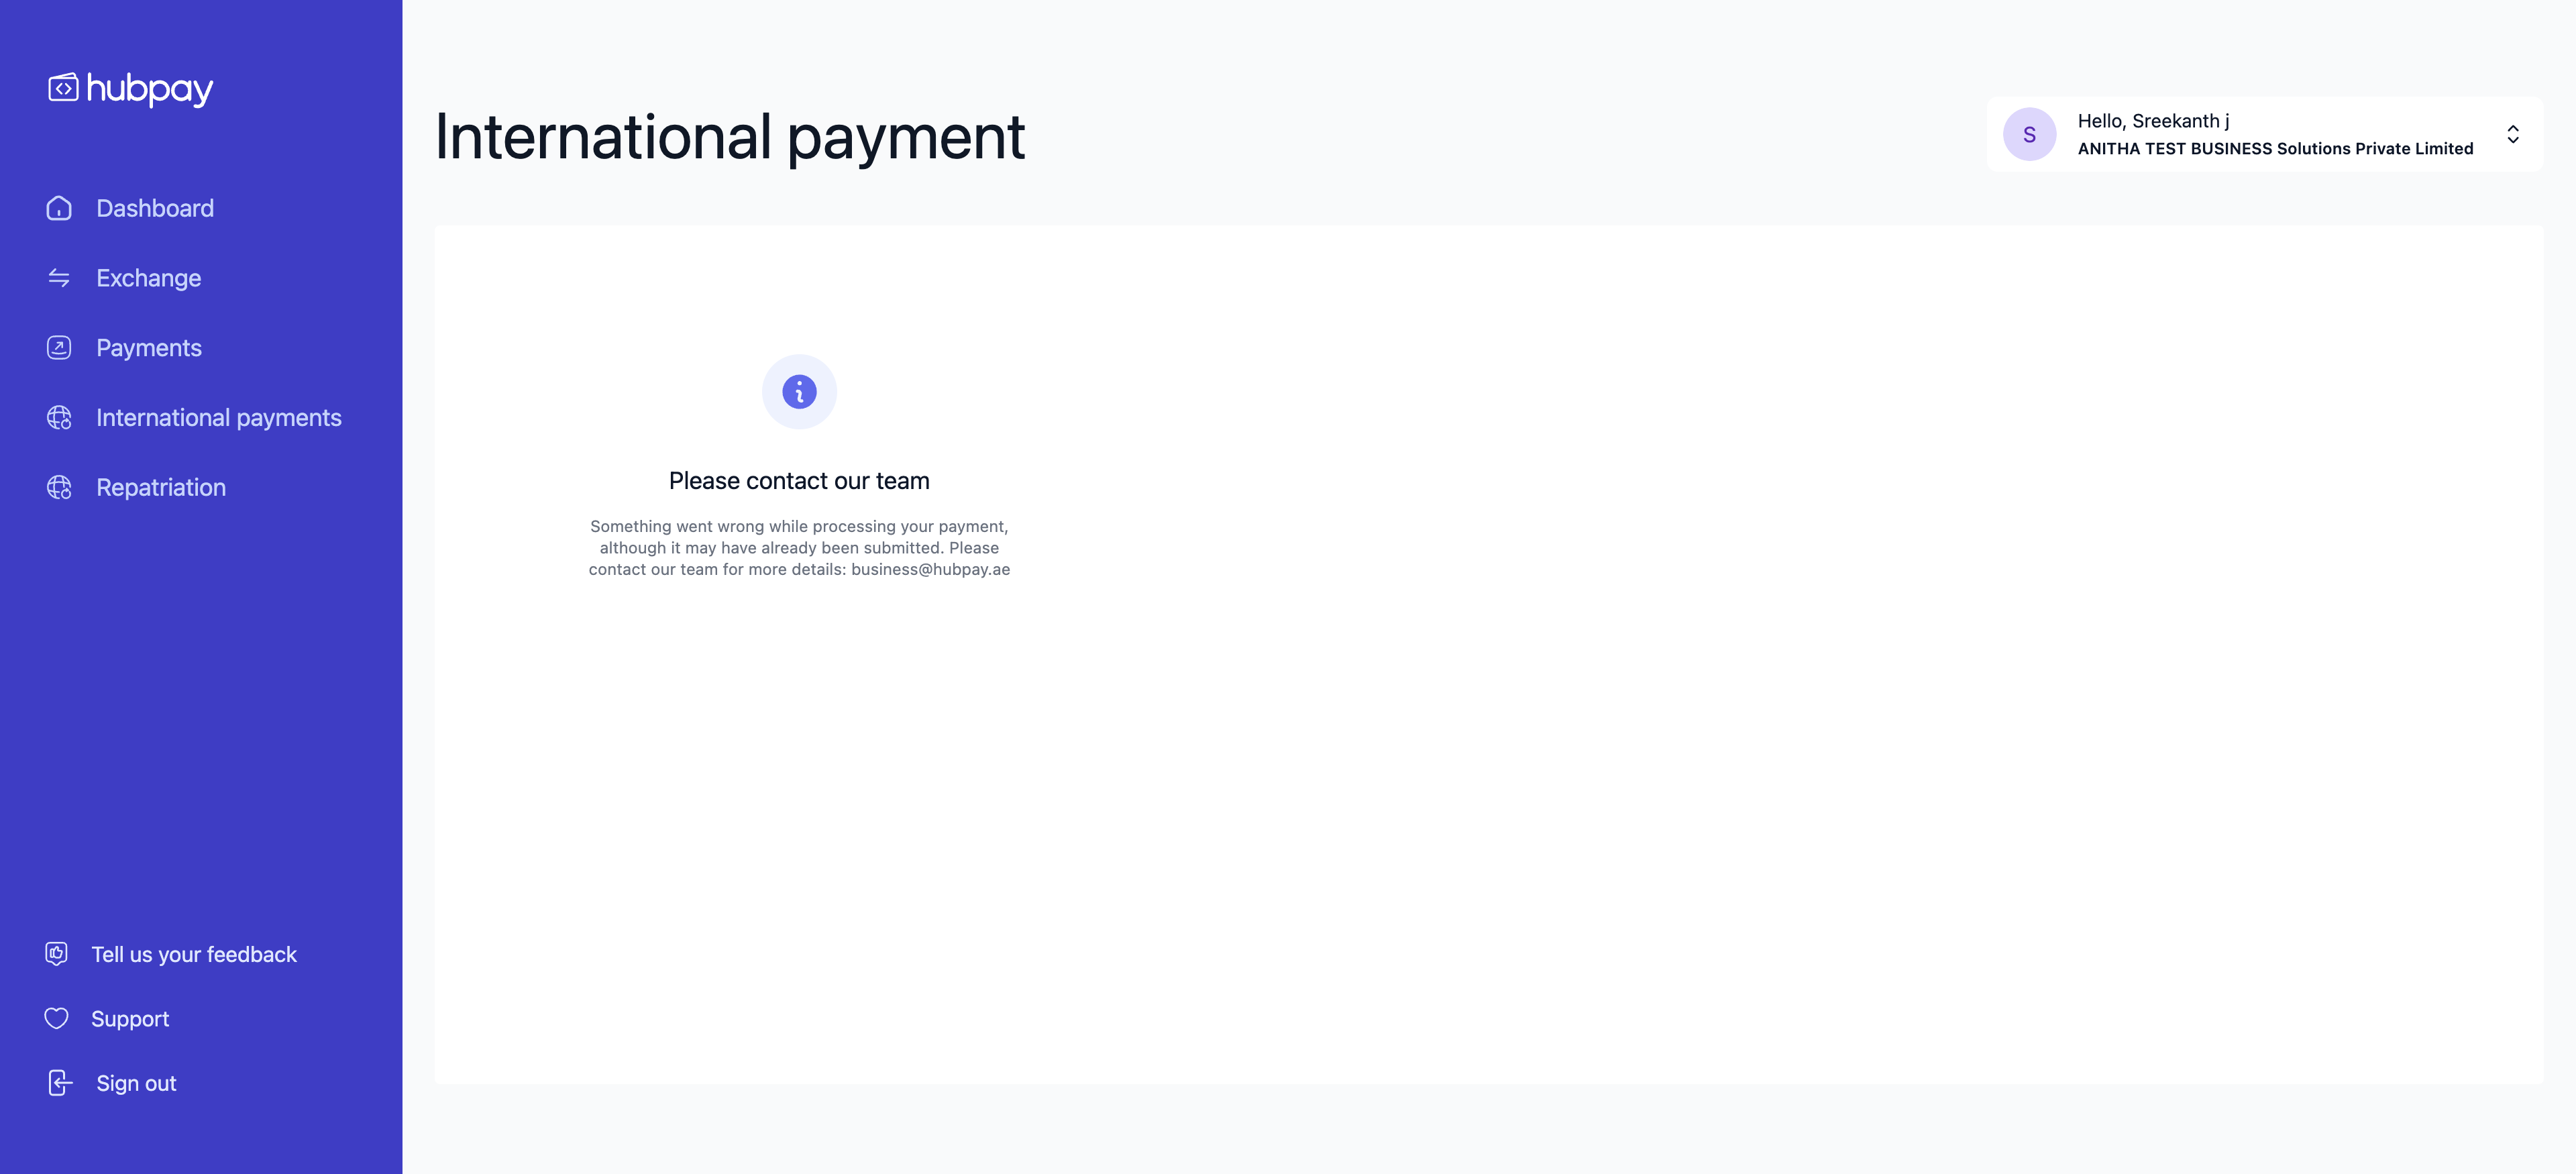 hubpay
Dashboard
Exchange
Payments
International payments
Repatriation
Tell us your feedback
Support
Sign out
International payment
S
Hello, Sreekanth j
ANITHA TEST BUSINESS Solutions Private Limited
Please contact our team
Something went wrong while processing your payment,
although it may have already been submitted. Please
contact our team for more details: business@hubpay.ae